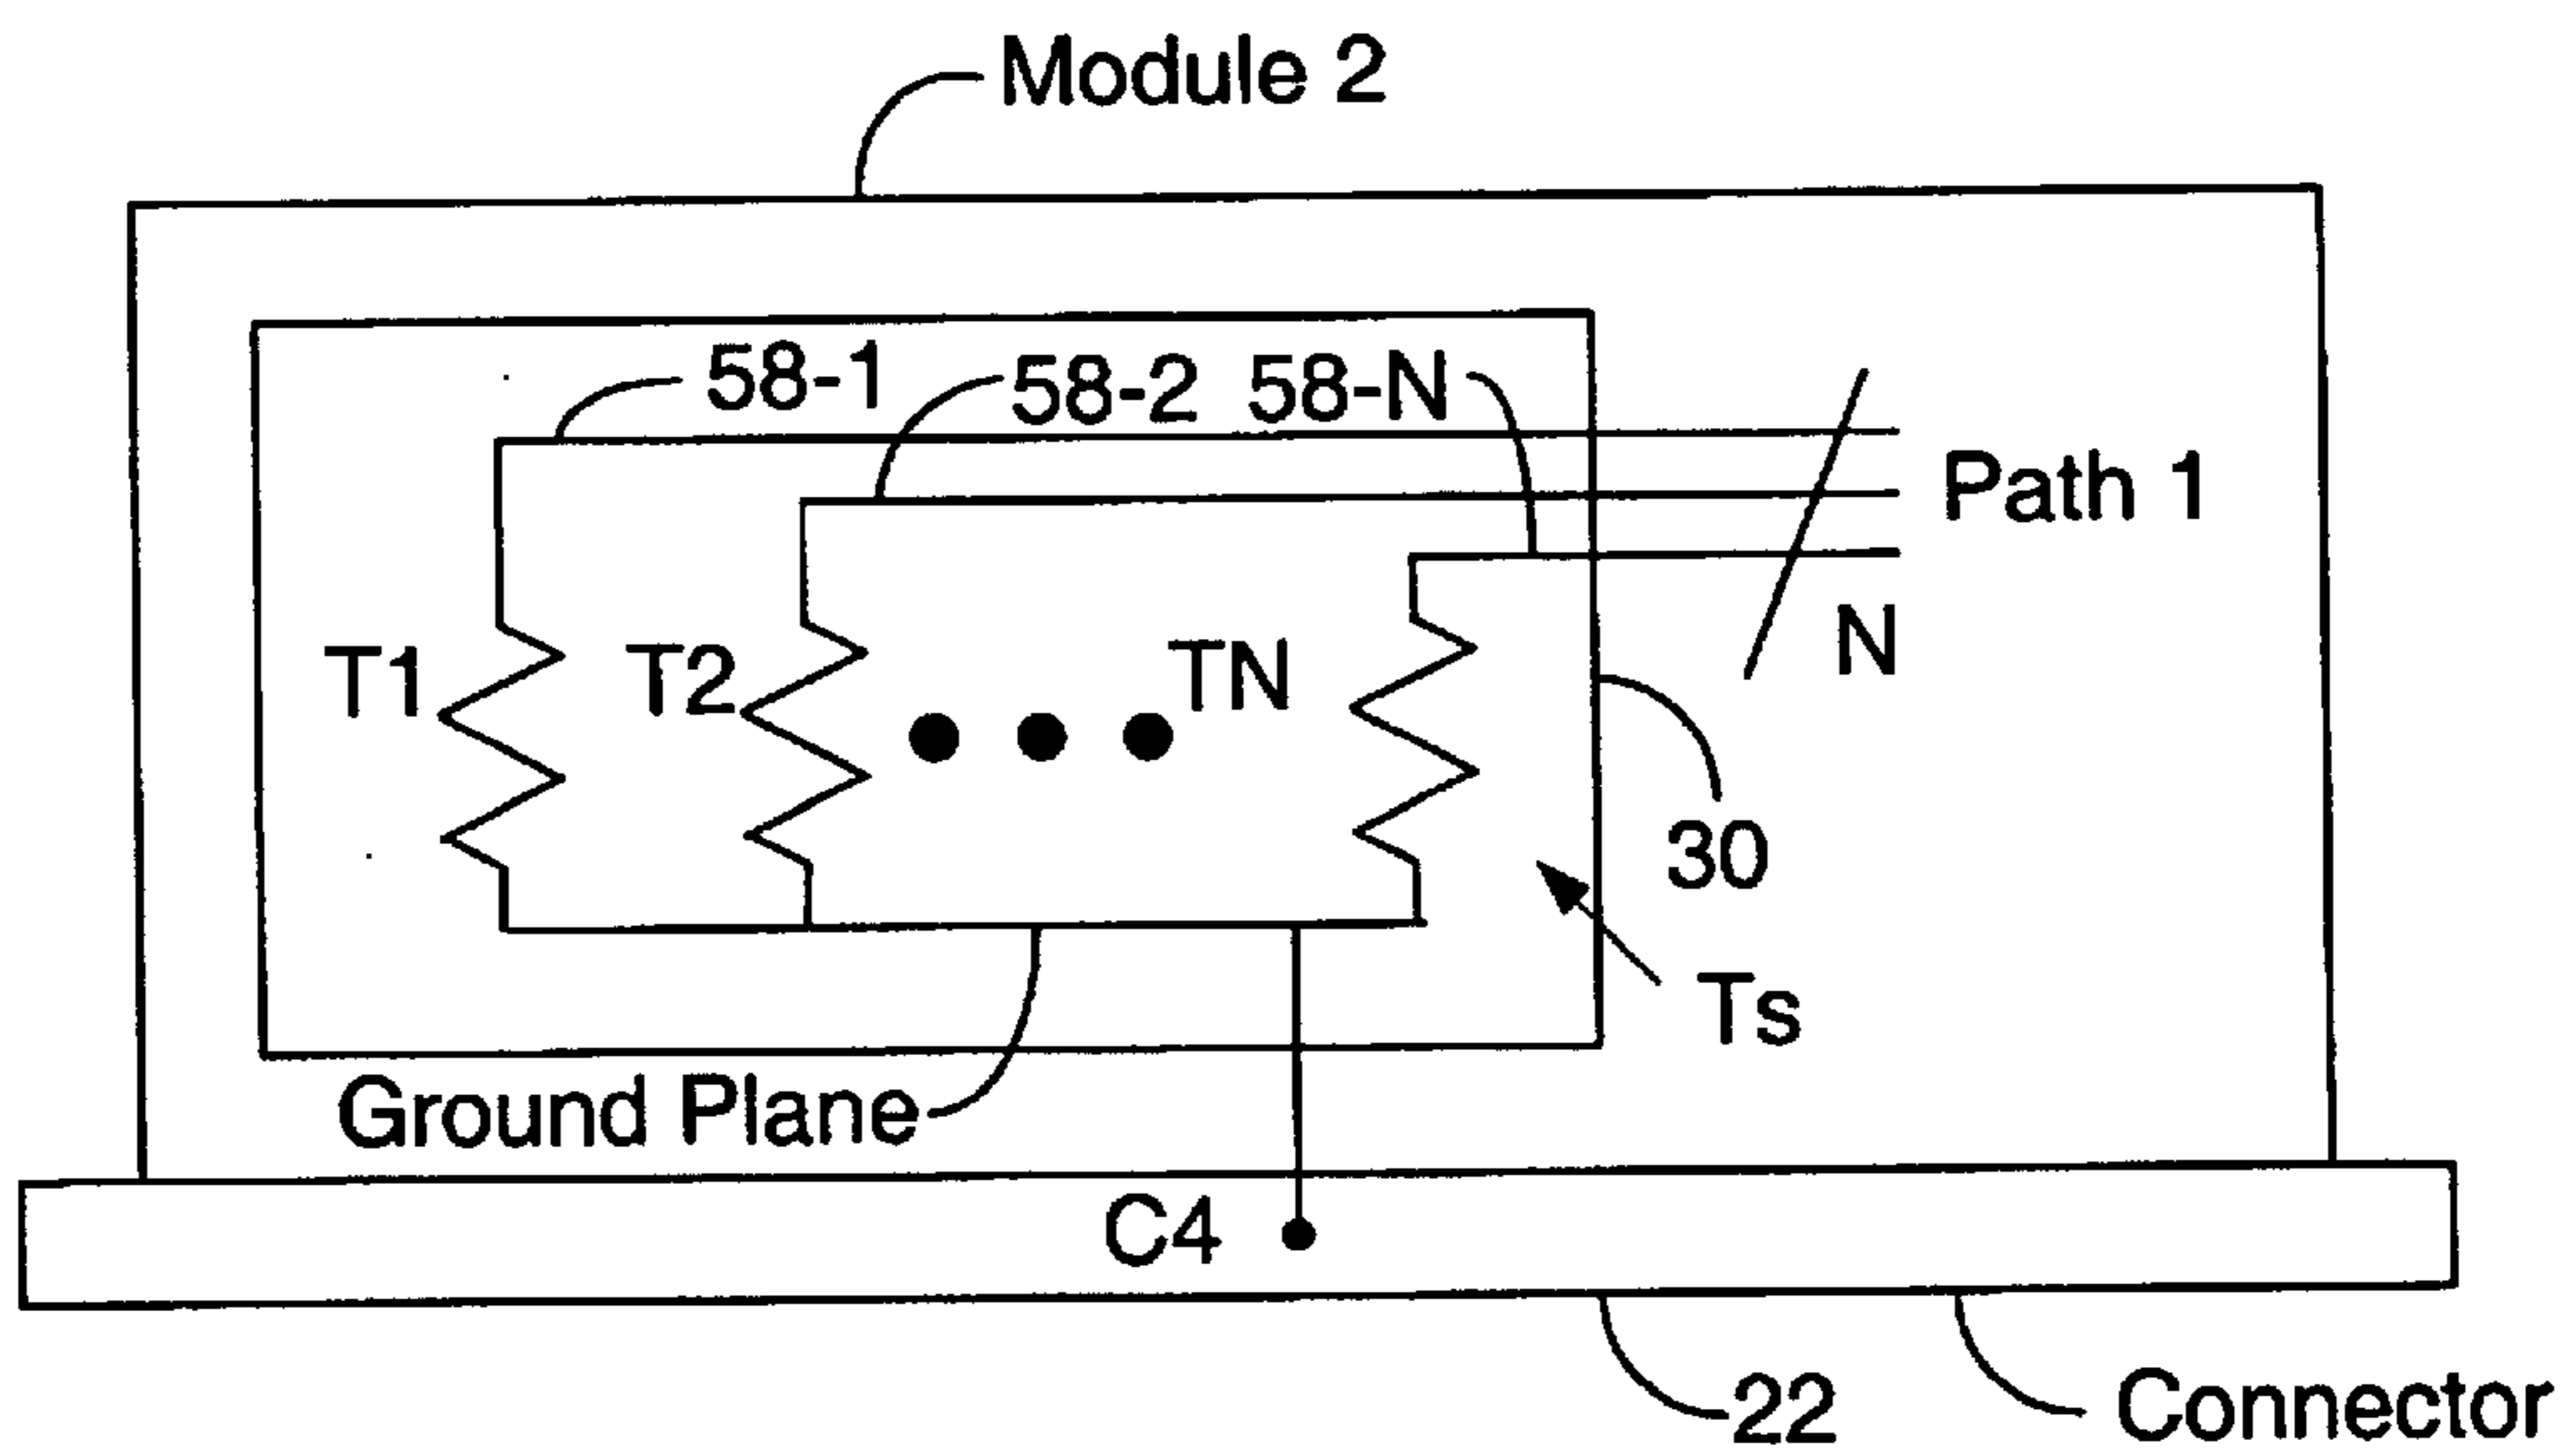 Module 2
58-1
58-2
58-N
Path 1
N
T1
T2
TN
30
Ts
Ground Plane
C4
22
Connector